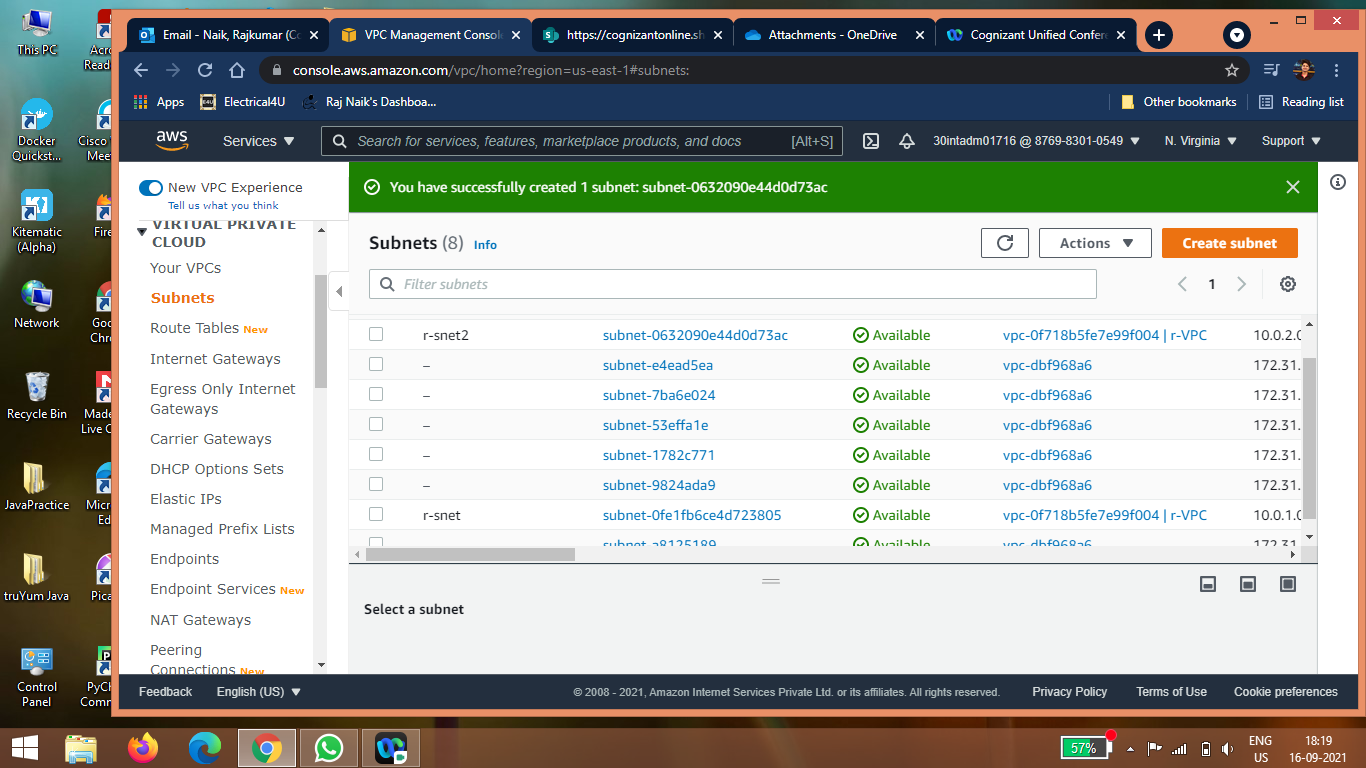 This PC
Acro
Read
Docker
Quickst...
Cisco
Mee
Kitematic
(Alpha)
Fire
Network
Goo
Chr
Recycle Bin
Made
Live C
JavaPractice
Micr
Ed
truYum Java
Pica
Control
Panel
PyCh
Comm
Email - Naik, Rajkumar (Co
VPC Management Consol
https://cognizantonline.sh
Attachments - OneDrive
Cognizant Unified Confer
console.aws.amazon.com/vpc/home?region=us-east-1#subnets:
Apps
E4U
Electrical4U
Raj Naik's Dashboa...
Other bookmarks
Reading list
aws
Services
Search for services, features, marketplace products, and docs
[Alt+S]
30intadm01716 @ 8769-8301-0549
N. Virginia
Support
New VPC Experience
Tell us what you think
VIRTUAL PRIVATE
CLOUD
Your VPCs
Subnets
Route Tables New
Internet Gateways
Egress Only Internet
Gateways
Carrier Gateways
DHCP Options Sets
Elastic IPs
Managed Prefix Lists
Endpoints
Endpoint Services New
NAT Gateways
Peering
Connections New
You have successfully created 1 subnet: subnet-0632090e44d0d73ac
Subnets (8) Info
Actions
Create subnet
Filter subnets
1
r-snet2 subnet-0632090e44d0d73ac Available vpc-0f718b5fe7e99f004 | r-VPC 10.0.2.0
– subnet-e4ead5ea Available vpc-dbf968a6 172.31.
– subnet-7ba6e024 Available vpc-dbf968a6 172.31.
– subnet-53effa1e Available vpc-dbf968a6 172.31.
– subnet-1782c771 Available vpc-dbf968a6 172.31.
– subnet-9824ada9 Available vpc-dbf968a6 172.31.
r-snet subnet-0fe1fb6ce4d723805 Available vpc-0f718b5fe7e99f004 | r-VPC 10.0.1.0
subnet-a8125189 Available vpc-dbf968a6 172.31
Select a subnet
Feedback
English (US)
© 2008 - 2021, Amazon Internet Services Private Ltd. or its affiliates. All rights reserved.
Privacy Policy
Terms of Use
Cookie preferences
57%
ENG
US
18:19
16-09-2021